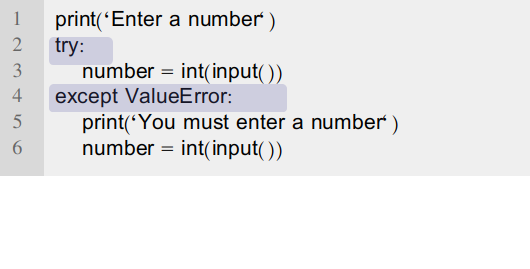 1 print(‘Enter a number‘ )
2 try:
3 number = int(input( ))
4 except ValueError:
5 print(‘You must enter a number‘ )
6 number = int(input( ))